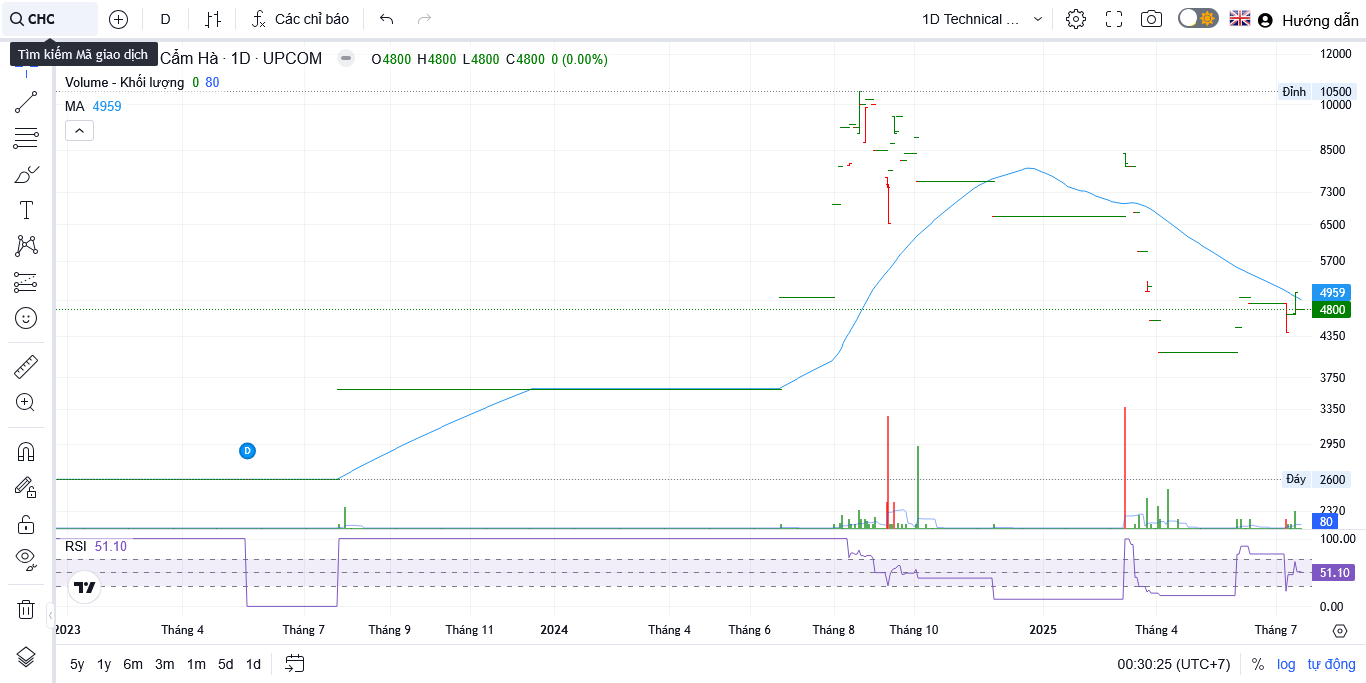 CHC D Các chỉ báo 1D Technical ... Hướng dẫn
Tìm kiếm Mã giao dịch
Cẩm Hà · 1D · UPCOM O4800 H4800 L4800 C4800 0 (0.00%)
Volume - Khối lượng 0 80
MA 4959
12000
Đỉnh 10500
10000
8500
7300
6500
5700
4959
4800
4350
3750
3350
2950
D
Đáy 2600
2320
80
RSI 51.10
100.00
51.10
0.00
2023 Tháng 4 Tháng 7 Tháng 9 Tháng 11 2024 Tháng 4 Tháng 6 Tháng 8 Tháng 10 2025 Tháng 4 Tháng 7
5y 1y 6m 3m 1m 5d 1d 00:30:25 (UTC+7) % log tự động